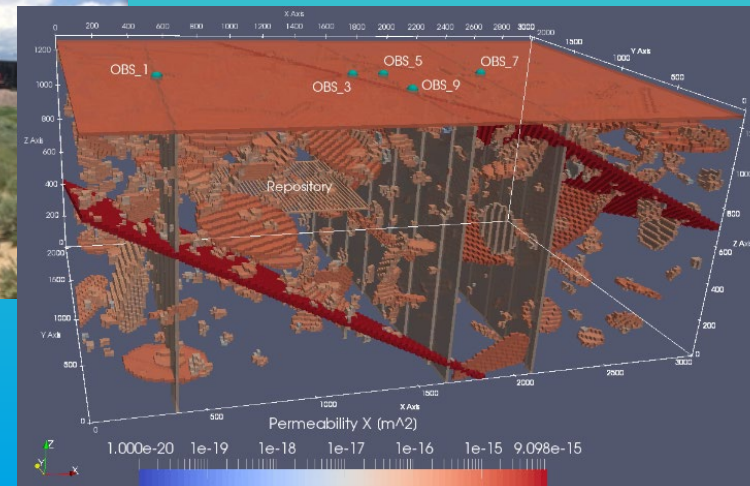 X Axis
0 200 400 600 800 1000 1200 1400 1600 1800 2000 2200 2400 2600 2800 3000
2000
1500
Y Axis
1000
500
0
1200
1000
Z Axis
800
600
400
200
0
OBS_1
OBS_3
OBS_5
OBS_9
OBS_7
Repository
1000
800
Z Axis
600
400
200
0
2000
1500
Y Axis
1000
500
0
500
1000
X Axis
1500
2000
2500
3000
Permeability X [m^2]
1.000e-20 1e-19 1e-18 1e-17 1e-16 1e-15 9.098e-15
Z
Y
X